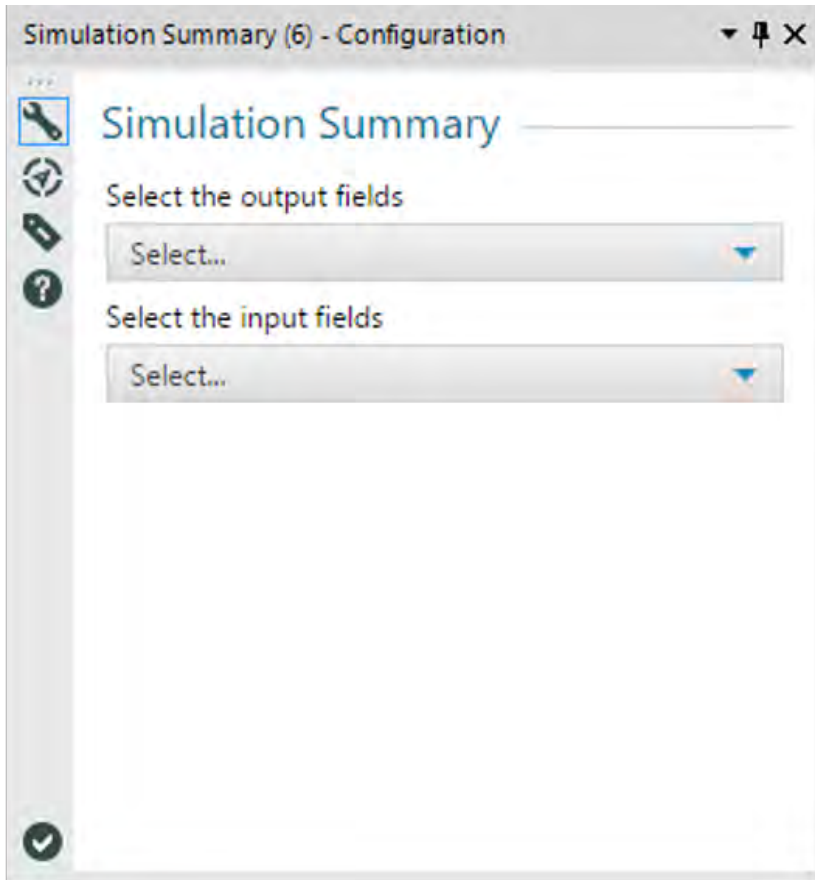 Simulation Summary (6) - Configuration
Simulation Summary
Select the output fields
Select...
Select the input fields
Select...